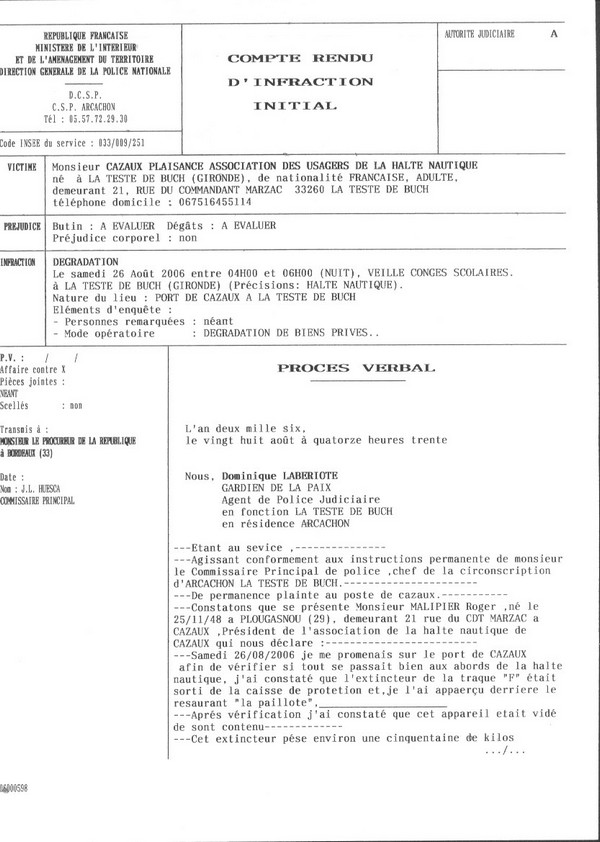 REPUBLIQUE FRANCAISE
MINISTERE DE L'INTERIEUR
ET DE L'AMENAGEMENT DU TERRITOIRE
DIRECTION GENERALE DE LA POLICE NATIONALE
D.C.S.P.
C.S.P. ARCACHON
Tél : 05.57.72.29.30
Code INSEE du service : 033/009/251
COMPTE RENDU
D'INFRACTION
INITIAL
AUTORITE JUDICIAIRE A
VICTIME
Monsieur CAZAUX PLAISANCE ASSOCIATION DES USAGERS DE LA HALTE NAUTIQUE
né à LA TESTE DE BUCH (GIRONDE), de nationalité FRANCAISE, ADULTE,
demeurant 21, RUE DU COMMANDANT MARZAC 33260 LA TESTE DE BUCH
téléphone domicile : 067516455114
PREJUDICE
Butin : A EVALUER Dégâts : A EVALUER
Préjudice corporel : non
INFRACTION
DEGRADATION
Le samedi 26 Août 2006 entre 04H00 et 06H00 (NUIT), VEILLE CONGES SCOLAIRES.
à LA TESTE DE BUCH (GIRONDE) (Précisions: HALTE NAUTIQUE).
Nature du lieu : PORT DE CAZAUX A LA TESTE DE BUCH
Eléments d'enquête :
- Personnes remarquées : néant
- Mode opératoire : DEGRADATION DE BIENS PRIVES..
P.V. : / /
Affaire contre X
Pièces jointes :
NEANT
Scellés : non
Transmis à :
MONSIEUR LE PROCUREUR DE LA REPUBLIQUE
à BORDEAUX (33)
Date :
Nom : J.L. HUESCA
COMMISSAIRE PRINCIPAL
PROCES VERBAL
L'an deux mille six,
le vingt huit août à quatorze heures trente
Nous, Dominique LABERIOTE
GARDIEN DE LA PAIX
Agent de Police Judiciaire
en fonction LA TESTE DE BUCH
en résidence ARCACHON
---Etant au sevice ,---------------
---Agissant conformement aux instructions permanente de monsieur
le Commissaire Principal de police ,chef de la circonscription
d'ARCACHON LA TESTE DE BUCH.----------------------
---De permanence plainte au poste de cazaux.-----------
---Constatons que se présente Monsieur MALIPIER Roger ,né le
25/11/48 a PLOUGASNOU (29), demeurant 21 rue du CDT MARZAC a
CAZAUX ,Président de l'association de la halte nautique de
CAZAUX qui nous déclare :--------------------
---Samedi 26/08/2006 je me promenais sur le port de CAZAUX
afin de vérifier si tout se passait bien aux abords de la halte
nautique, j'ai constaté que l'extincteur de la traque "F" était
sorti de la caisse de protetion et,je l'ai appaerçu derriere le
resaurant "la paillote",____________________
---Aprés vérification j'ai constaté que cet appareil etait vidé
de sont contenu-------------
---Cet extincteur pése environ une cinquentaine de kilos
.../...